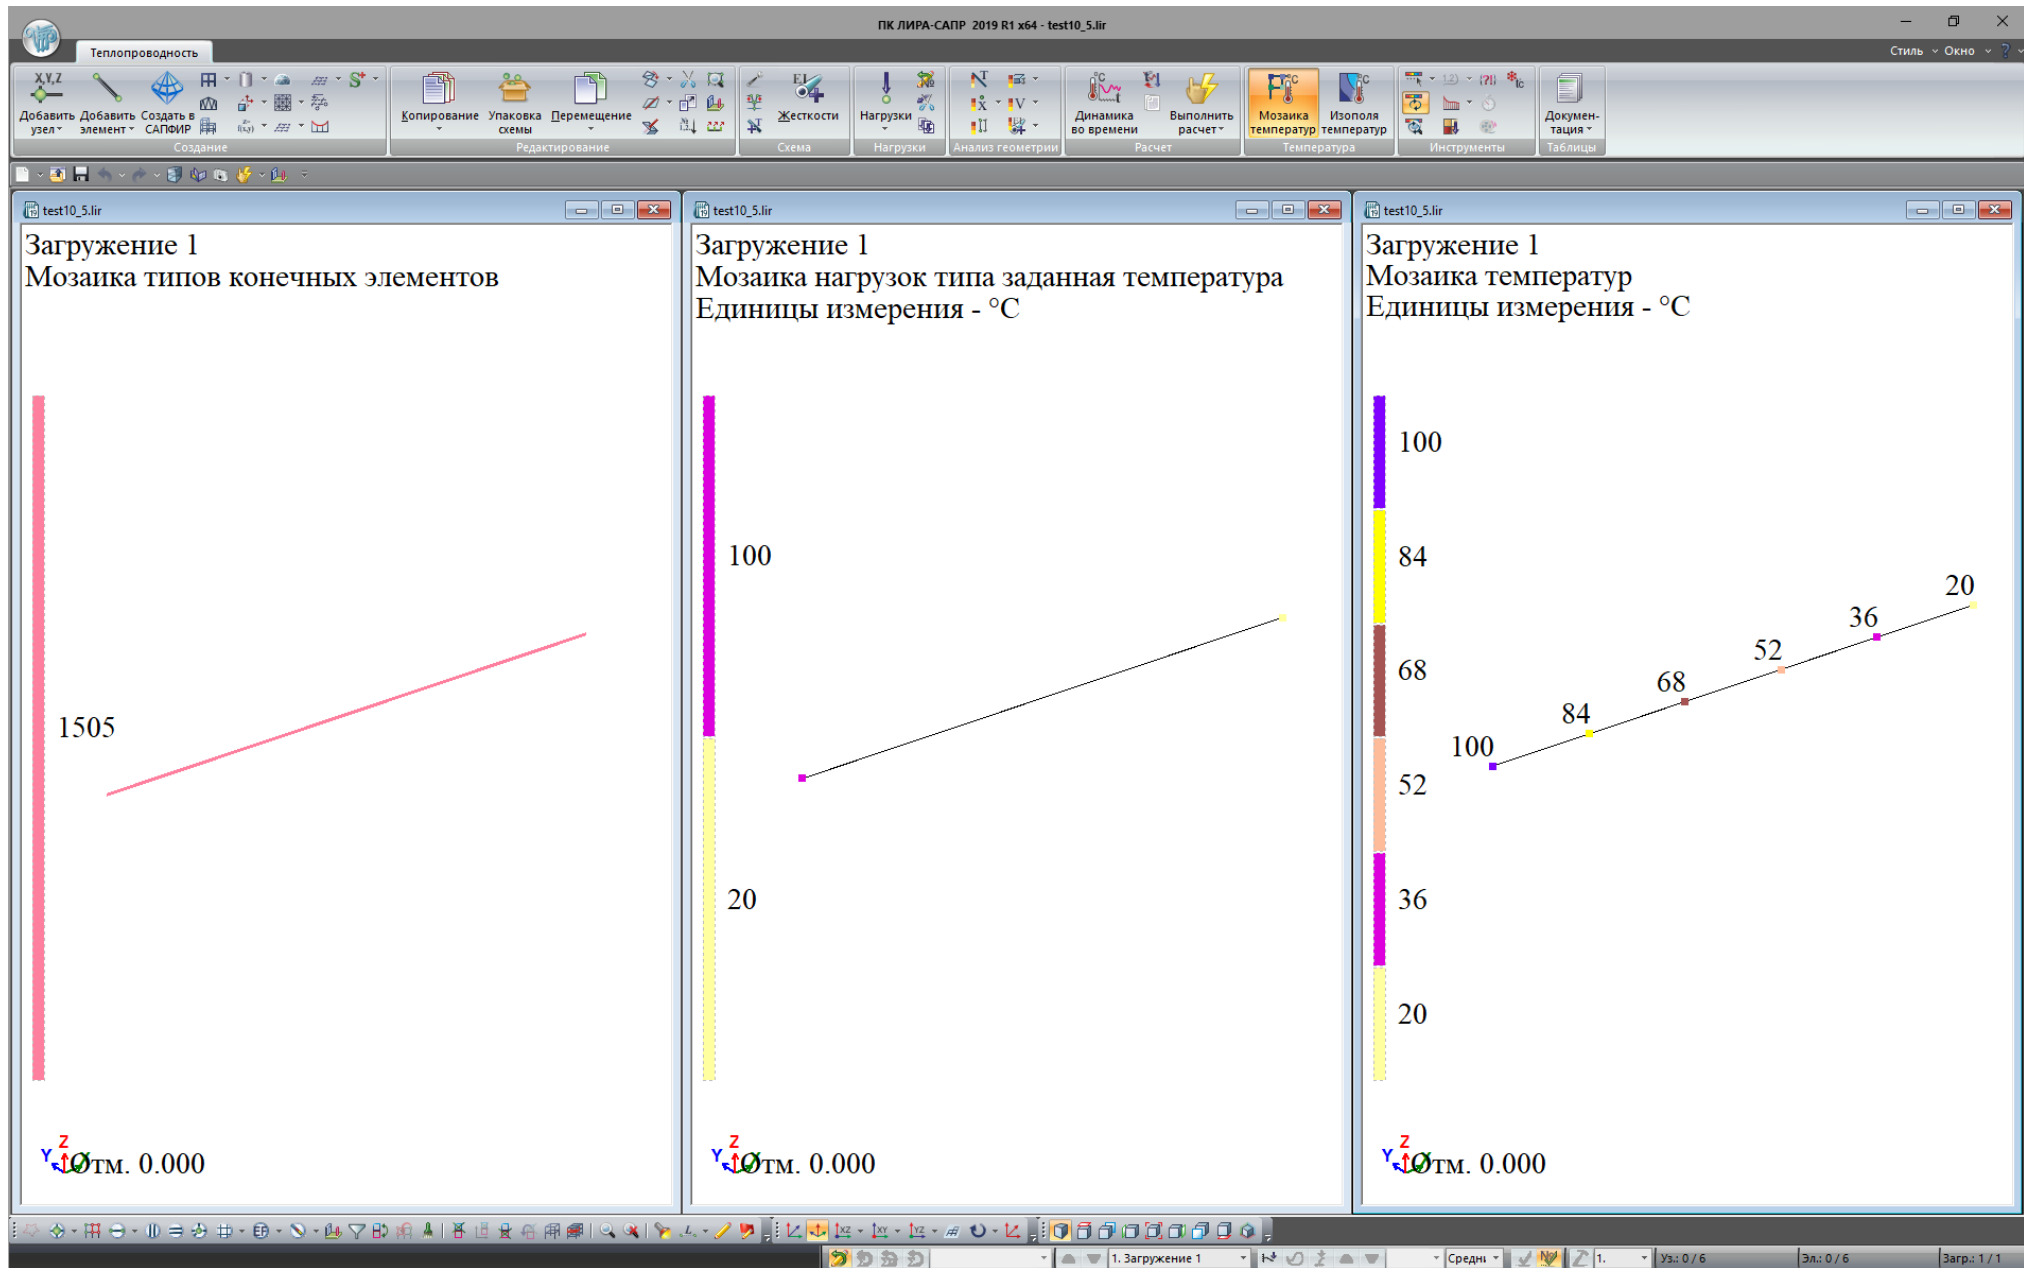 ПК ЛИРА-САПР 2019 R1 x64 - test10_5.lir
Теплопроводность
Стиль Окно
X,Y,Z
Добавить узел
Добавить элемент
Создать в САПФИР
Копирование
Упаковка схемы
Перемещение
Жесткости
Нагрузки
Динамика во времени
Выполнить расчет
Мозаика температур
Изополя температур
Докумен-тация
Создание
Редактирование
Схема
Нагрузки
Анализ геометрии
Расчет
Температура
Инструменты
Таблицы
test10_5.lir
Загружение 1
Мозаика типов конечных элементов
1505
Z
Y
Отм. 0.000
test10_5.lir
Загружение 1
Мозаика нагрузок типа заданная температура
Единицы измерения - °C
100
20
Z
Y
Отм. 0.000
test10_5.lir
Загружение 1
Мозаика температур
Единицы измерения - °C
100
84
68
52
36
20
100
84
68
52
36
20
Z
Y
Отм. 0.000
1. Загружение 1
Средн
1.
Уз.: 0 / 6
Эл.: 0 / 6
Загр.: 1 / 1